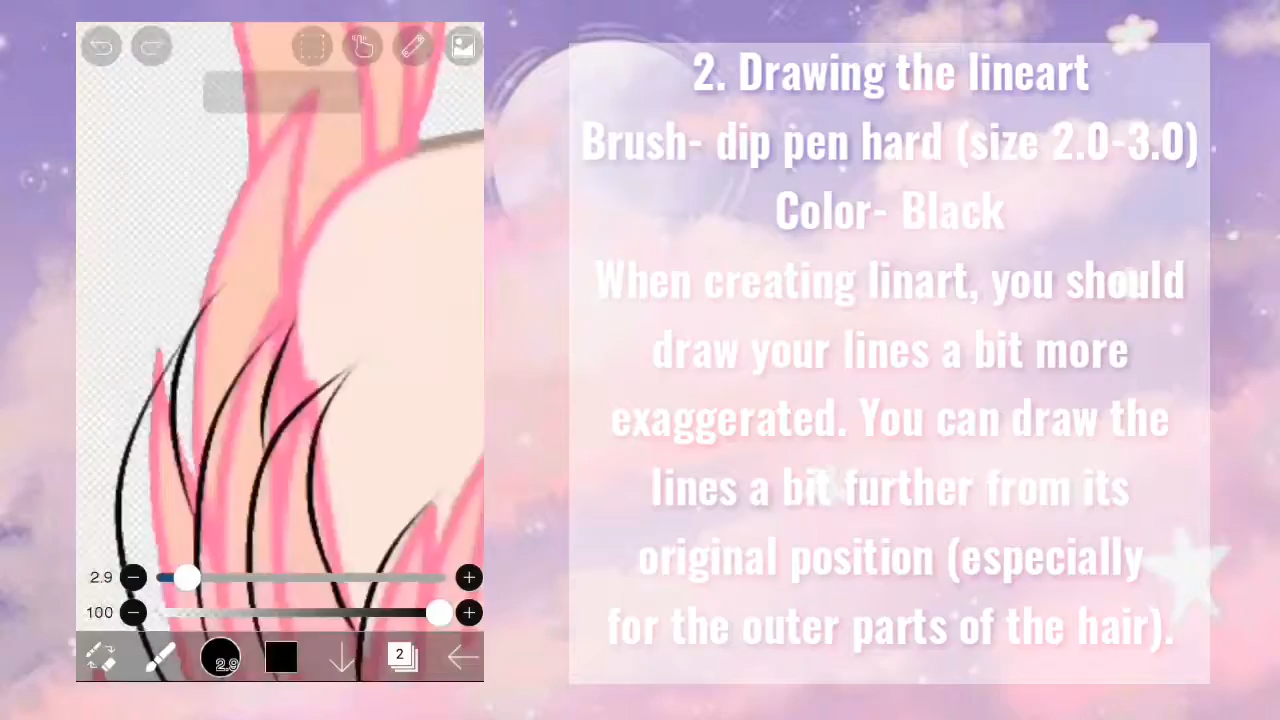 2. Drawing the lineart
Brush- dip pen hard (size 2.0-3.0)
Color- Black
When creating linart, you should
draw your lines a bit more
exaggerated. You can draw the
lines a bit further from its
original position (especially
for the outer parts of the hair).
2.9
100
2.9
2